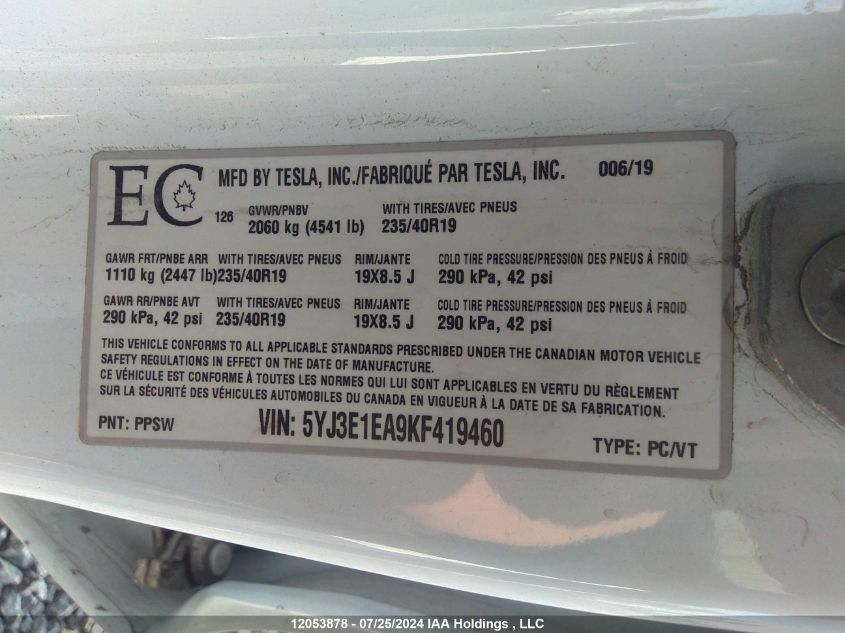 EC MFD BY TESLA, INC./FABRIQUÉ PAR TESLA, INC. 006/19
126 GVWR/PNBV WITH TIRES/AVEC PNEUS
2060 kg (4541 lb) 235/40R19
GAWR FRT/PNBE ARR WITH TIRES/AVEC PNEUS RIM/JANTE COLD TIRE PRESSURE/PRESSION DES PNEUS À FROID
1110 kg (2447 lb) 235/40R19 19X8.5 J 290 kPa, 42 psi
GAWR RR/PNBE AVT WITH TIRES/AVEC PNEUS RIM/JANTE COLD TIRE PRESSURE/PRESSION DES PNEUS À FROID
290 kPa, 42 psi 235/40R19 19X8.5 J 290 kPa, 42 psi
THIS VEHICLE CONFORMS TO ALL APPLICABLE STANDARDS PRESCRIBED UNDER THE CANADIAN MOTOR VEHICLE
SAFETY REGULATIONS IN EFFECT ON THE DATE OF MANUFACTURE.
CE VÉHICULE EST CONFORME À TOUTES LES NORMES QUI LUI SONT APPLICABLES EN VERTU DU RÈGLEMENT
SUR LA SÉCURITÉ DES VÉHICULES AUTOMOBILES DU CANADA EN VIGUEUR À LA DATE DE SA FABRICATION.
PNT: PPSW VIN: 5YJ3E1EA9KF419460 TYPE: PC/VT
12053878 - 07/25/2024 IAA Holdings, LLC